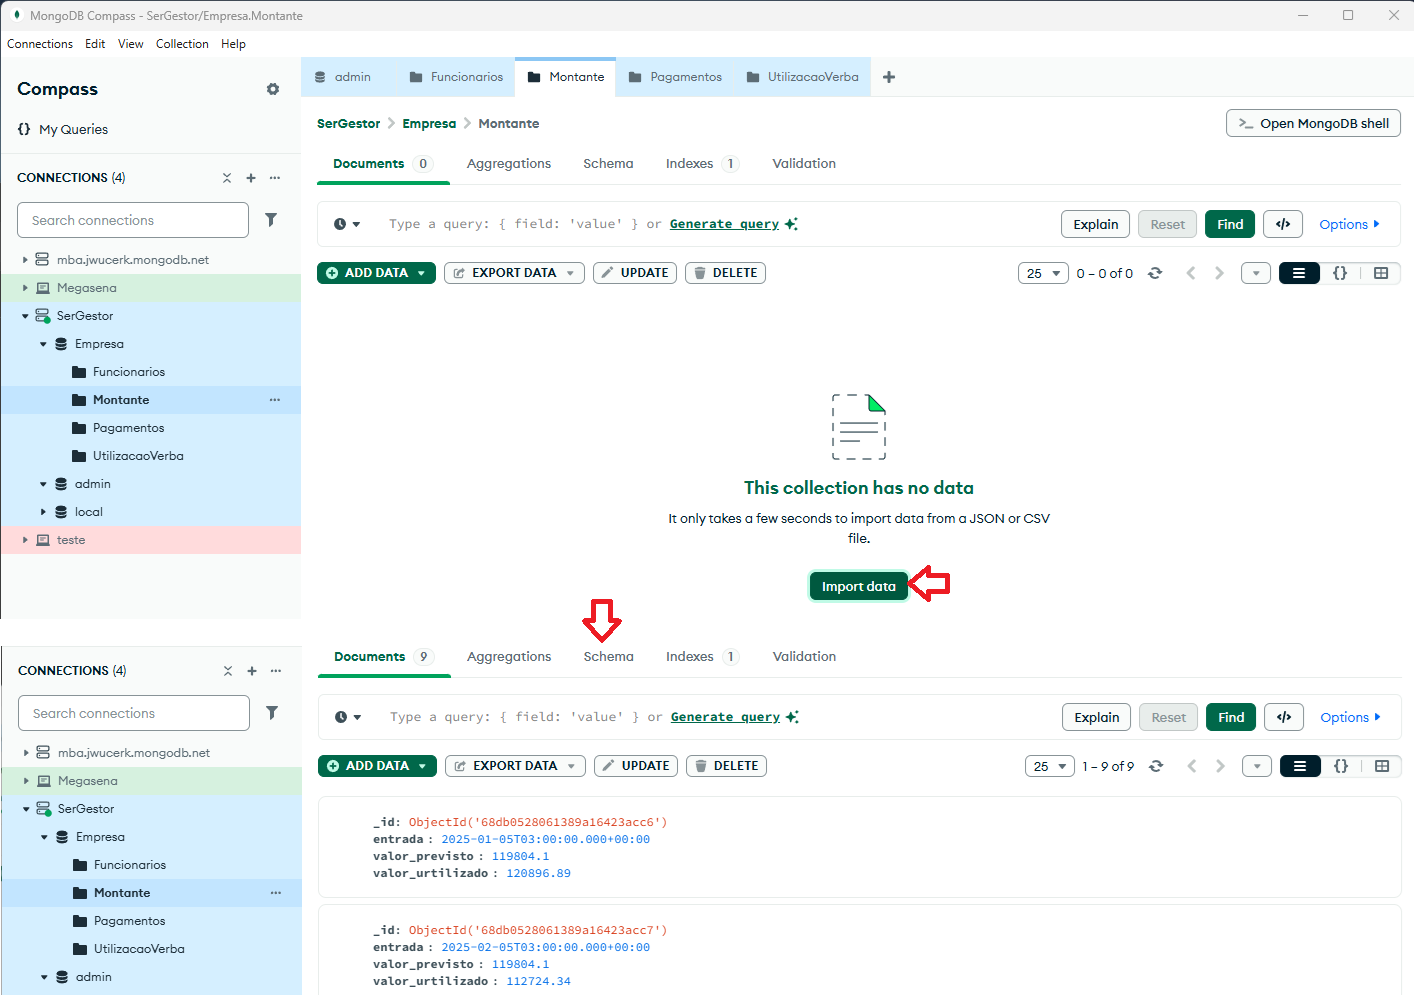 MongoDB Compass - SerGestor/Empresa.Montante
Connections Edit View Collection Help
Compass
{} My Queries
CONNECTIONS (4)
Search connections
mba.jwucerk.mongodb.net
Megasena
SerGestor
Empresa
Funcionarios
Montante
Pagamentos
UtilizacaoVerba
admin
local
teste
admin Funcionarios Montante Pagamentos UtilizacaoVerba
SerGestor Empresa Montante
>_ Open MongoDB shell
Documents 0 Aggregations Schema Indexes 1 Validation
Type a query: { field: 'value' } or Generate query
Explain Reset Find </> Options
ADD DATA EXPORT DATA UPDATE DELETE
25 0 – 0 of 0 {}
This collection has no data
It only takes a few seconds to import data from a JSON or CSV
file.
Import data
CONNECTIONS (4)
Search connections
mba.jwucerk.mongodb.net
Megasena
SerGestor
Empresa
Funcionarios
Montante
Pagamentos
UtilizacaoVerba
admin
Documents 9 Aggregations Schema Indexes 1 Validation
Type a query: { field: 'value' } or Generate query
Explain Reset Find </> Options
ADD DATA EXPORT DATA UPDATE DELETE
25 1 – 9 of 9 {}
_id: ObjectId('68db0528061389a16423acc6')
entrada : 2025-01-05T03:00:00.000+00:00
valor_previsto : 119804.1
valor_urtilizado : 120896.89
_id: ObjectId('68db0528061389a16423acc7')
entrada : 2025-02-05T03:00:00.000+00:00
valor_previsto : 119804.1
valor_urtilizado : 112724.34